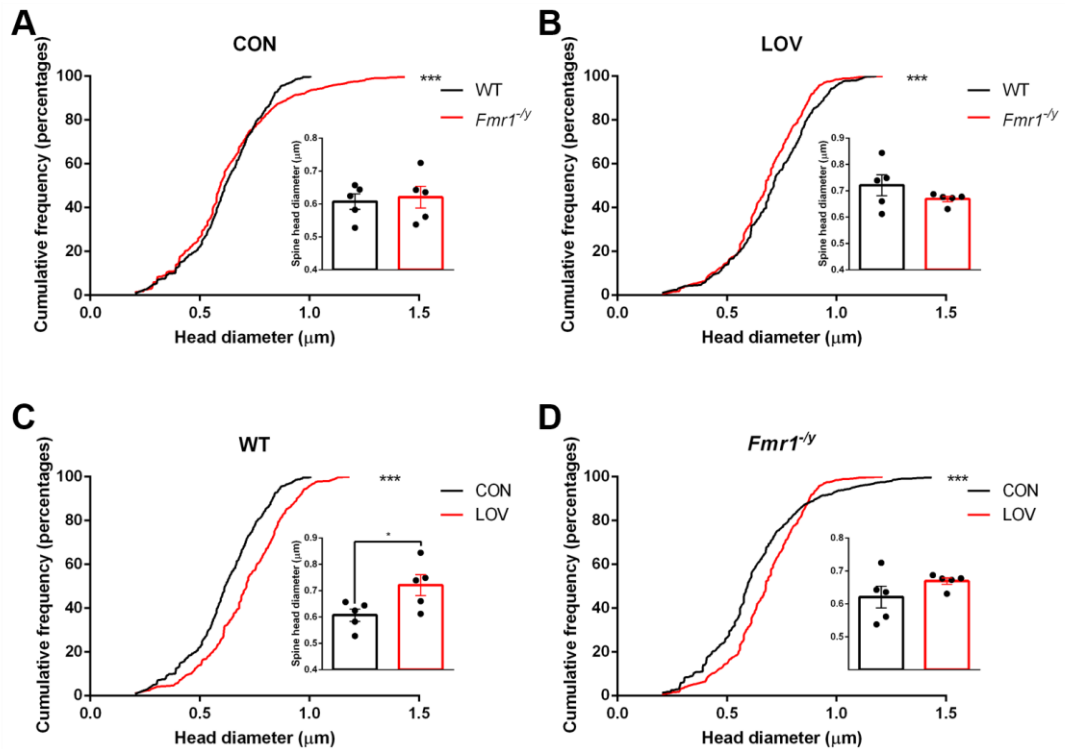 A
CON
Cumulative frequency (percentages)
100
80
60
40
20
0
0.0
0.5
1.0
1.5
Head diameter (μm)
***
WT
Fmr1-/y
Spine head diameter (μm)
0.8
0.7
0.6
0.5
0.4
B
LOV
Cumulative frequency (percentages)
100
80
60
40
20
0
0.0
0.5
1.0
1.5
Head diameter (μm)
***
WT
Fmr1-/y
Spine head diameter (μm)
0.9
0.8
0.7
0.6
0.5
0.4
C
WT
Cumulative frequency (percentages)
100
80
60
40
20
0
0.0
0.5
1.0
1.5
Head diameter (μm)
***
CON
LOV
Spine head diameter (μm)
0.9
0.8
0.7
0.6
0.5
0.4
*
D
Fmr1-/y
Cumulative frequency (percentages)
100
80
60
40
20
0
0.0
0.5
1.0
1.5
Head diameter (μm)
***
CON
LOV
0.8
0.7
0.6
0.5